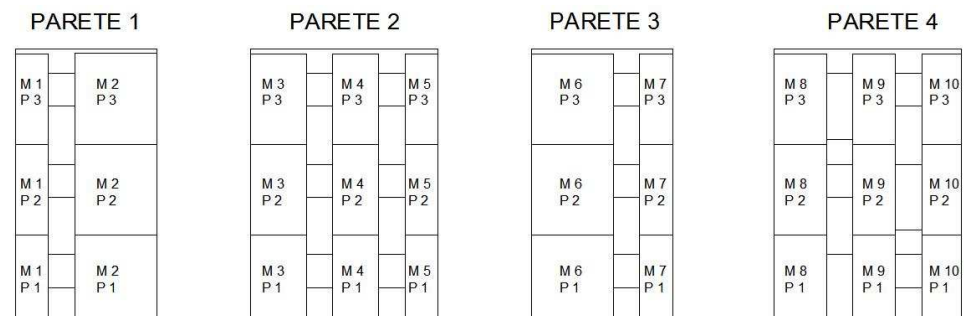 PARETE 1 PARETE 2 PARETE 3 PARETE 4
M 1 M 2 M 3 M 4 M 5 M 6 M 7 M 8 M 9 M 10
P 3 P 3 P 3 P 3 P 3 P 3 P 3 P 3 P 3 P 3
M 1 M 2 M 3 M 4 M 5 M 6 M 7 M 8 M 9 M 10
P 2 P 2 P 2 P 2 P 2 P 2 P 2 P 2 P 2 P 2
M 1 M 2 M 3 M 4 M 5 M 6 M 7 M 8 M 9 M 10
P 1 P 1 P 1 P 1 P 1 P 1 P 1 P 1 P 1 P 1